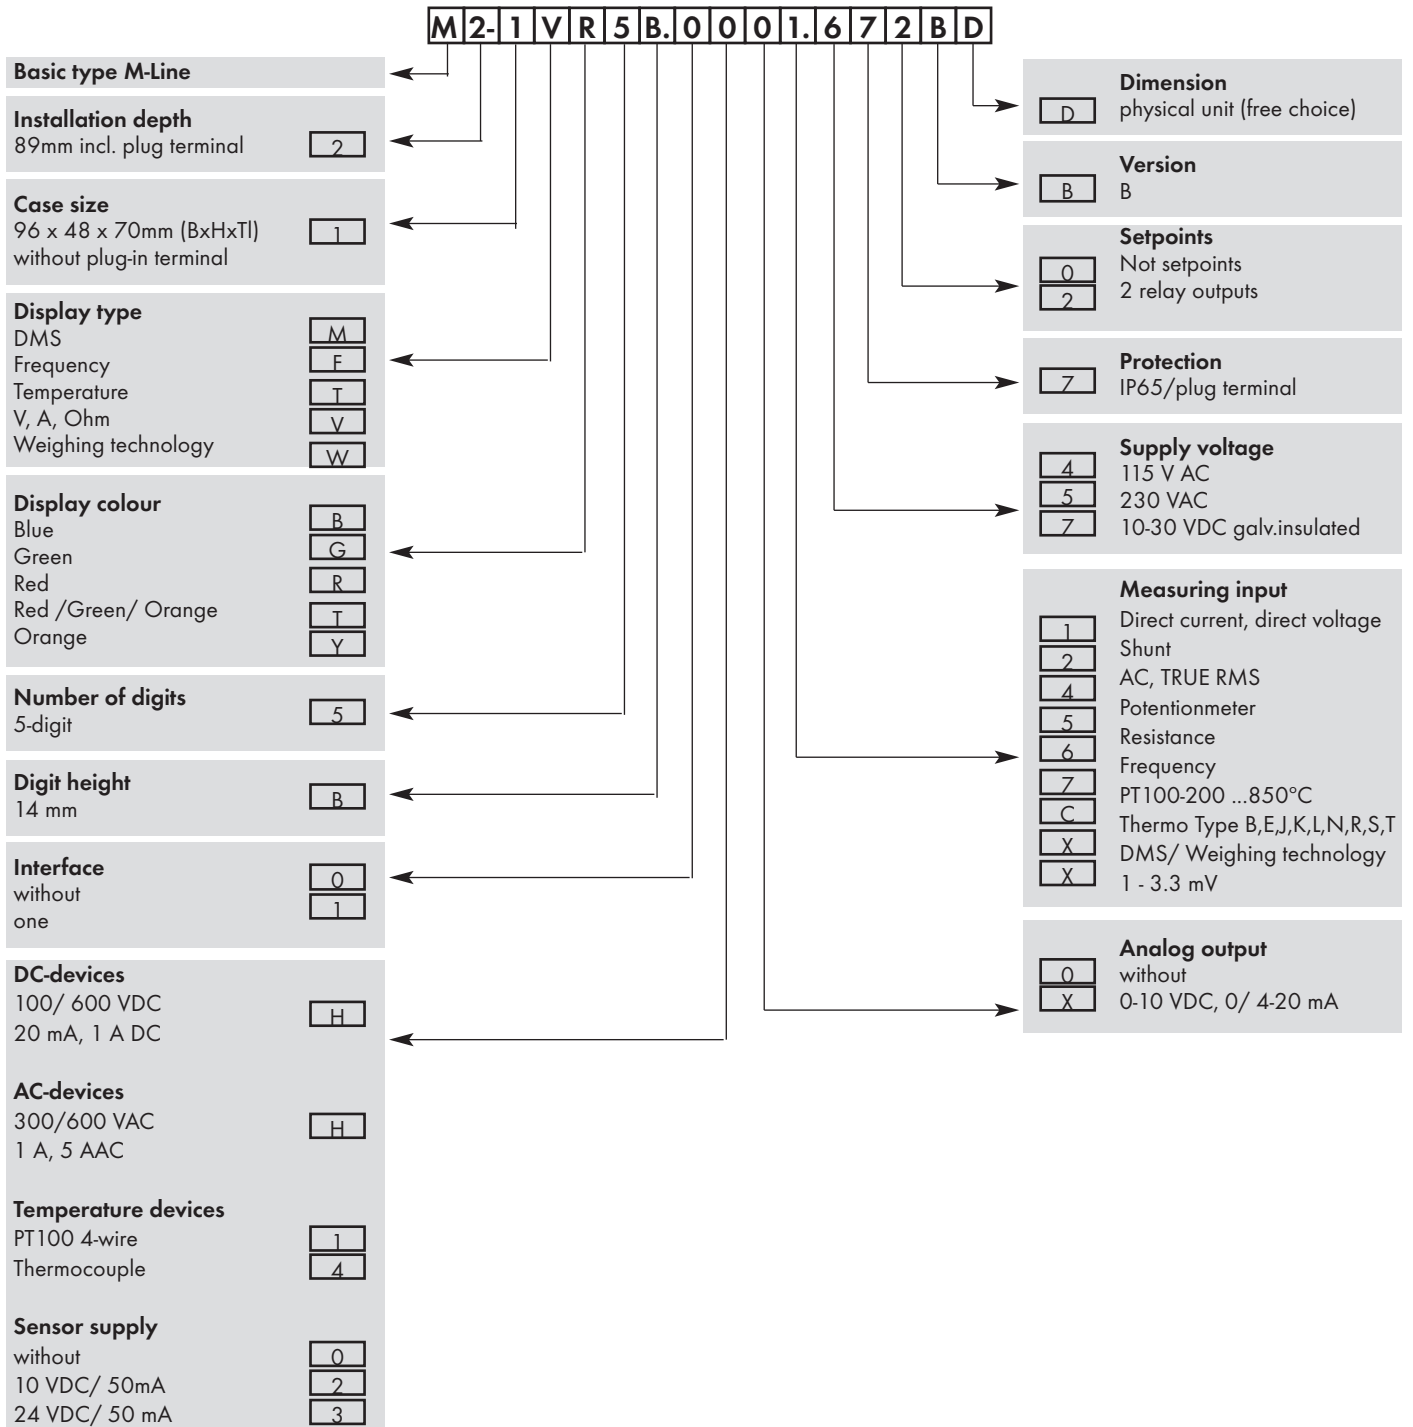 M 2- 1 V R 5 B. 0 0 0 1. 6 7 2 B D
Basic type M-Line
Installation depth
89mm incl. plug terminal 2
Case size
96 x 48 x 70mm (BxHxTl) 1
without plug-in terminal
Display type
DMS M
Frequency F
Temperature T
V, A, Ohm V
Weighing technology W
Display colour
Blue B
Green G
Red R
Red /Green/ Orange T
Orange Y
Number of digits
5-digit 5
Digit height
14 mm B
Interface
without 0
one 1
DC-devices
100/ 600 VDC H
20 mA, 1 A DC
AC-devices
300/600 VAC H
1 A, 5 AAC
Temperature devices
PT100 4-wire 1
Thermocouple 4
Sensor supply
without 0
10 VDC/ 50mA 2
24 VDC/ 50 mA 3
Dimension
D physical unit (free choice)
Version
B B
Setpoints
0 Not setpoints
2 2 relay outputs
Protection
7 IP65/plug terminal
Supply voltage
4 115 V AC
5 230 VAC
7 10-30 VDC galv.insulated
Measuring input
1 Direct current, direct voltage
2 Shunt
4 AC, TRUE RMS
5 Potentionmeter
6 Resistance
7 Frequency
C PT100-200 ...850°C
X Thermo Type B,E,J,K,L,N,R,S,T
X DMS/ Weighing technology
1 - 3.3 mV
Analog output
0 without
X 0-10 VDC, 0/ 4-20 mA